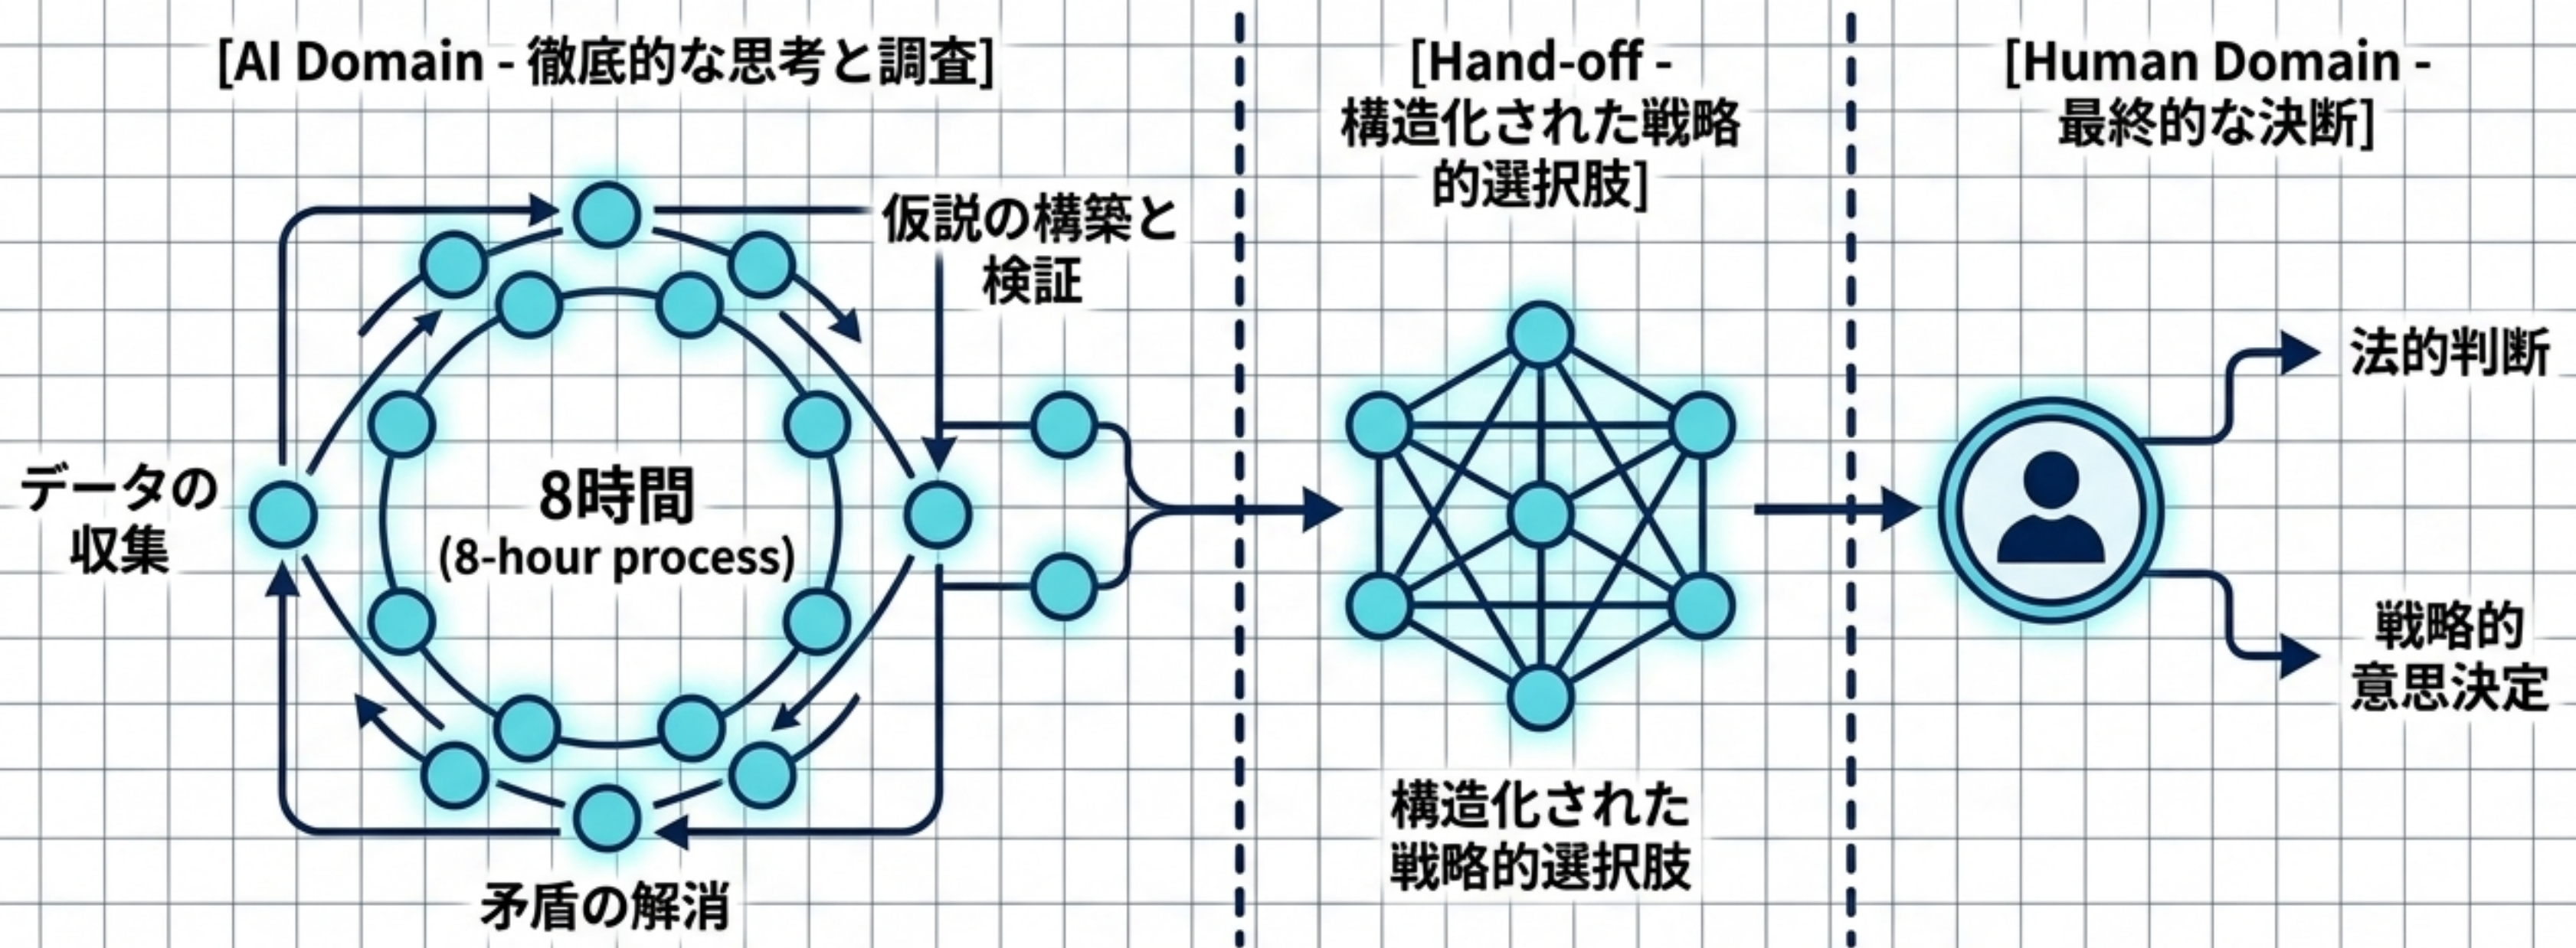 [AI Domain - 徹底的な思考と調査]
[Hand-off -
構造化された戦略
的選択肢]
[Human Domain -
最終的な決断]
仮説の構築と
検証
データの
収集
8時間
(8-hour process)
矛盾の解消
構造化された
戦略的選択肢
法的判断
戦略的
意思決定